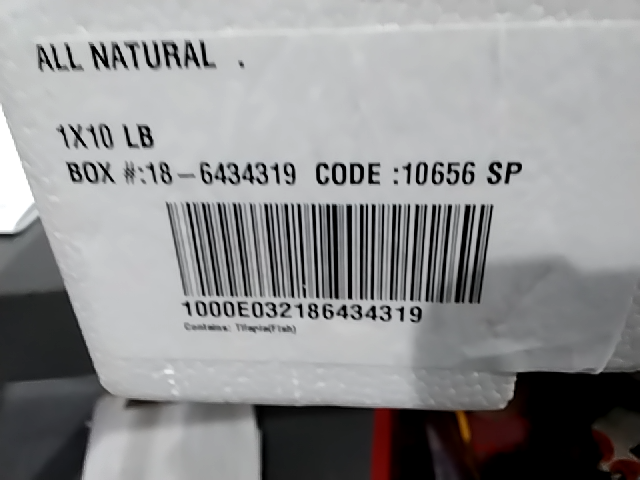 ALL NATURAL .
1X10 LB
BOX #:18-6434319 CODE :10656 SP
1000E032186434319
Contains: Tilapia(Fish)